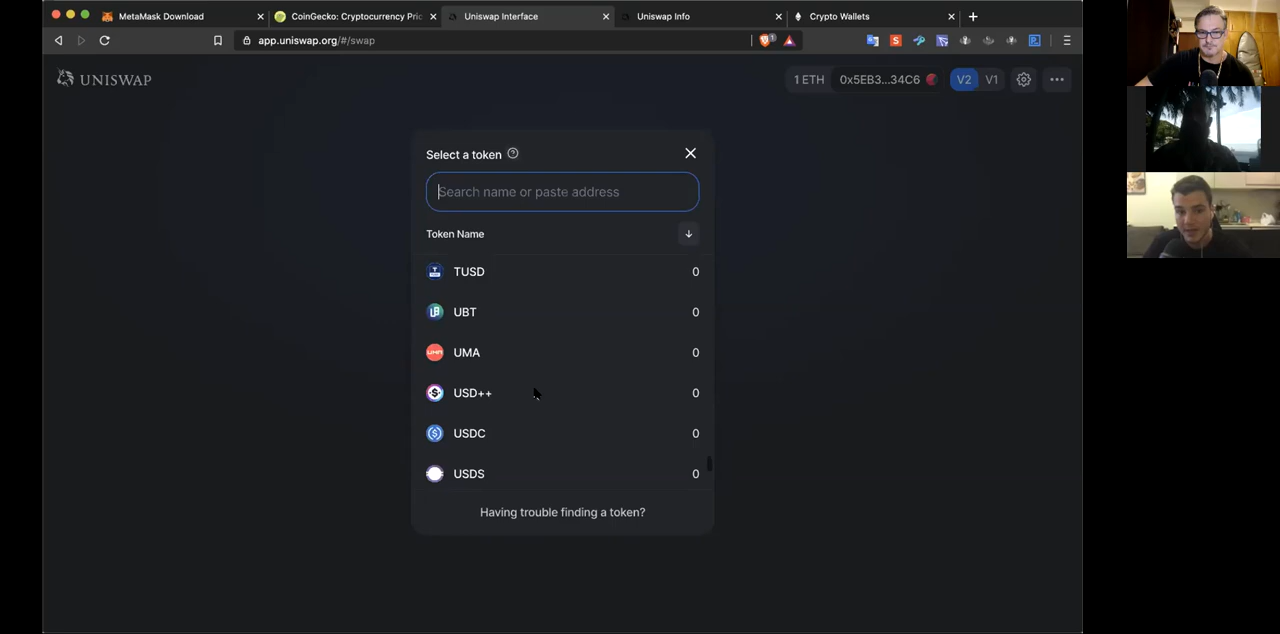 MetaMask Download
CoinGecko: Cryptocurrency Pric
Uniswap Interface
Uniswap Info
Crypto Wallets
app.uniswap.org/#/swap
UNISWAP
1 ETH 0x5EB3...34C6 V2 V1
Select a token
Search name or paste address
Token Name
TUSD 0
UBT 0
UMA 0
USD++ 0
USDC 0
USDS 0
Having trouble finding a token?